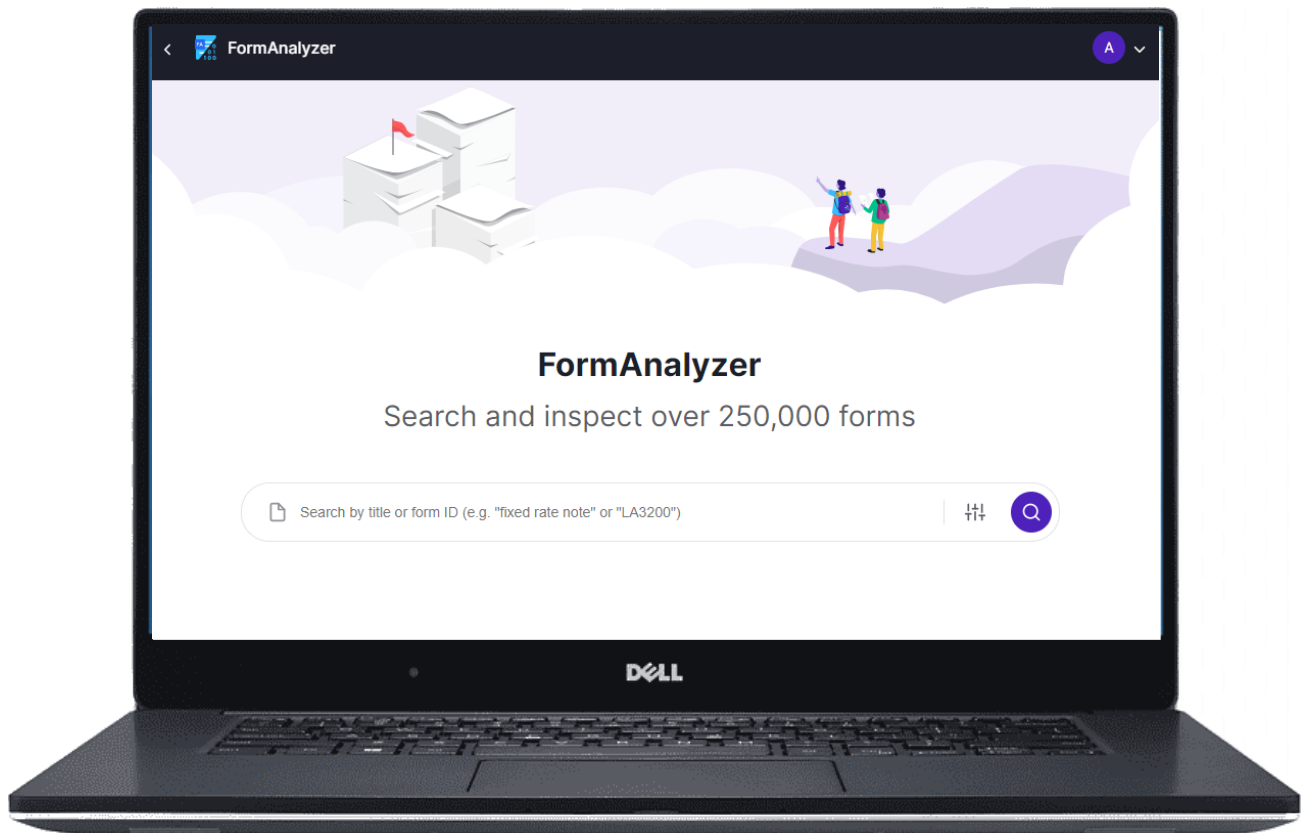 FormAnalyzer
A
FormAnalyzer
Search and inspect over 250,000 forms
Search by title or form ID (e.g. "fixed rate note" or "LA3200")
DELL